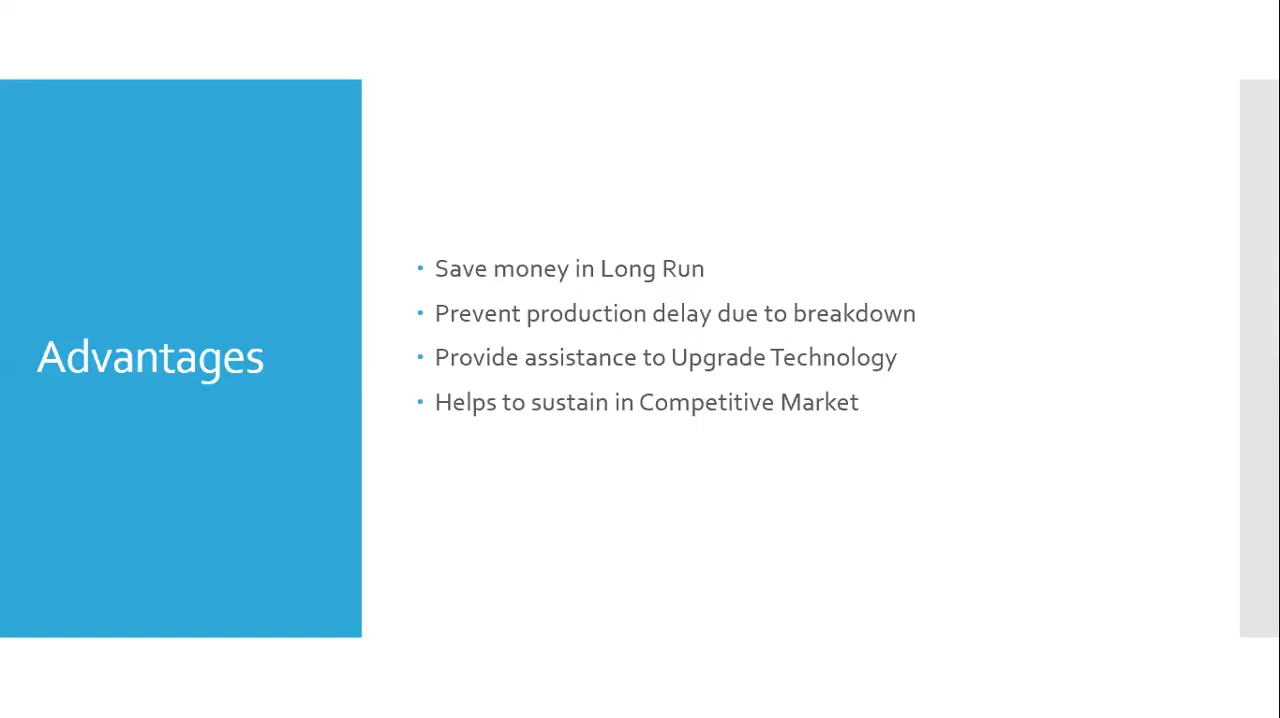 Advantages
• Save money in Long Run
• Prevent production delay due to breakdown
• Provide assistance to Upgrade Technology
• Helps to sustain in Competitive Market